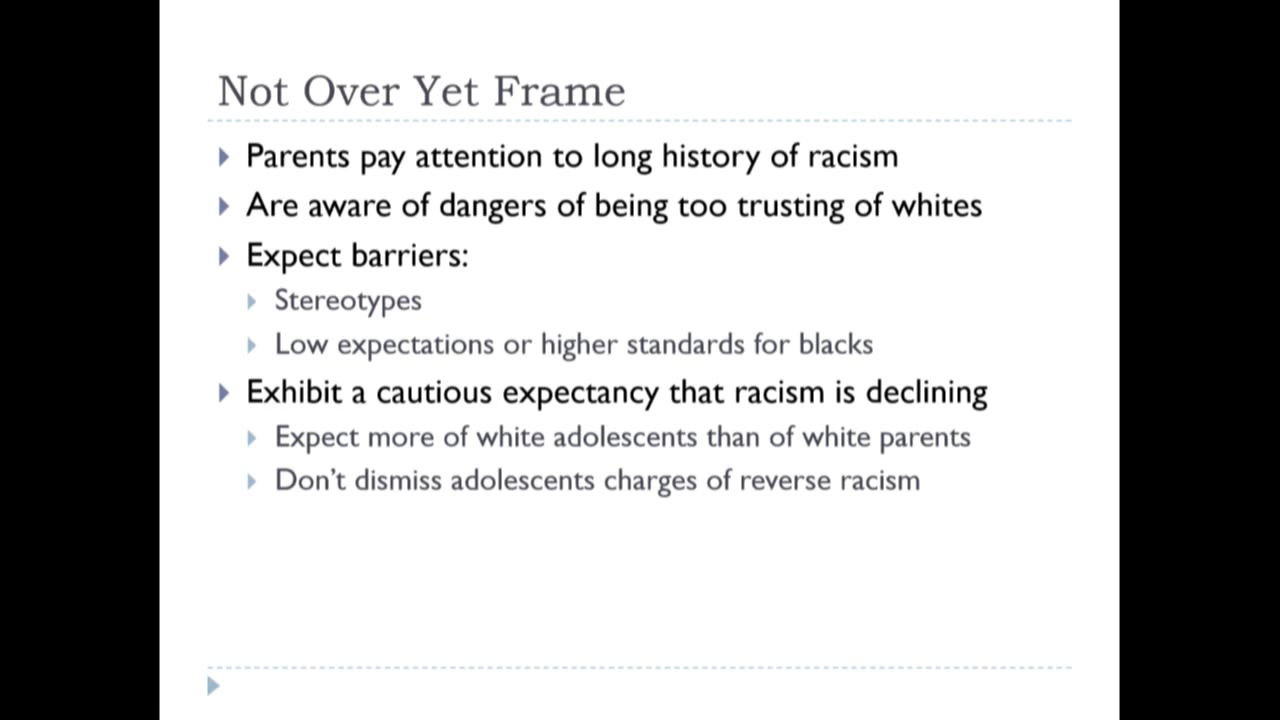 Not Over Yet Frame
Parents pay attention to long history of racism
Are aware of dangers of being too trusting of whites
Expect barriers:
Stereotypes
Low expectations or higher standards for blacks
Exhibit a cautious expectancy that racism is declining
Expect more of white adolescents than of white parents
Don't dismiss adolescents charges of reverse racism